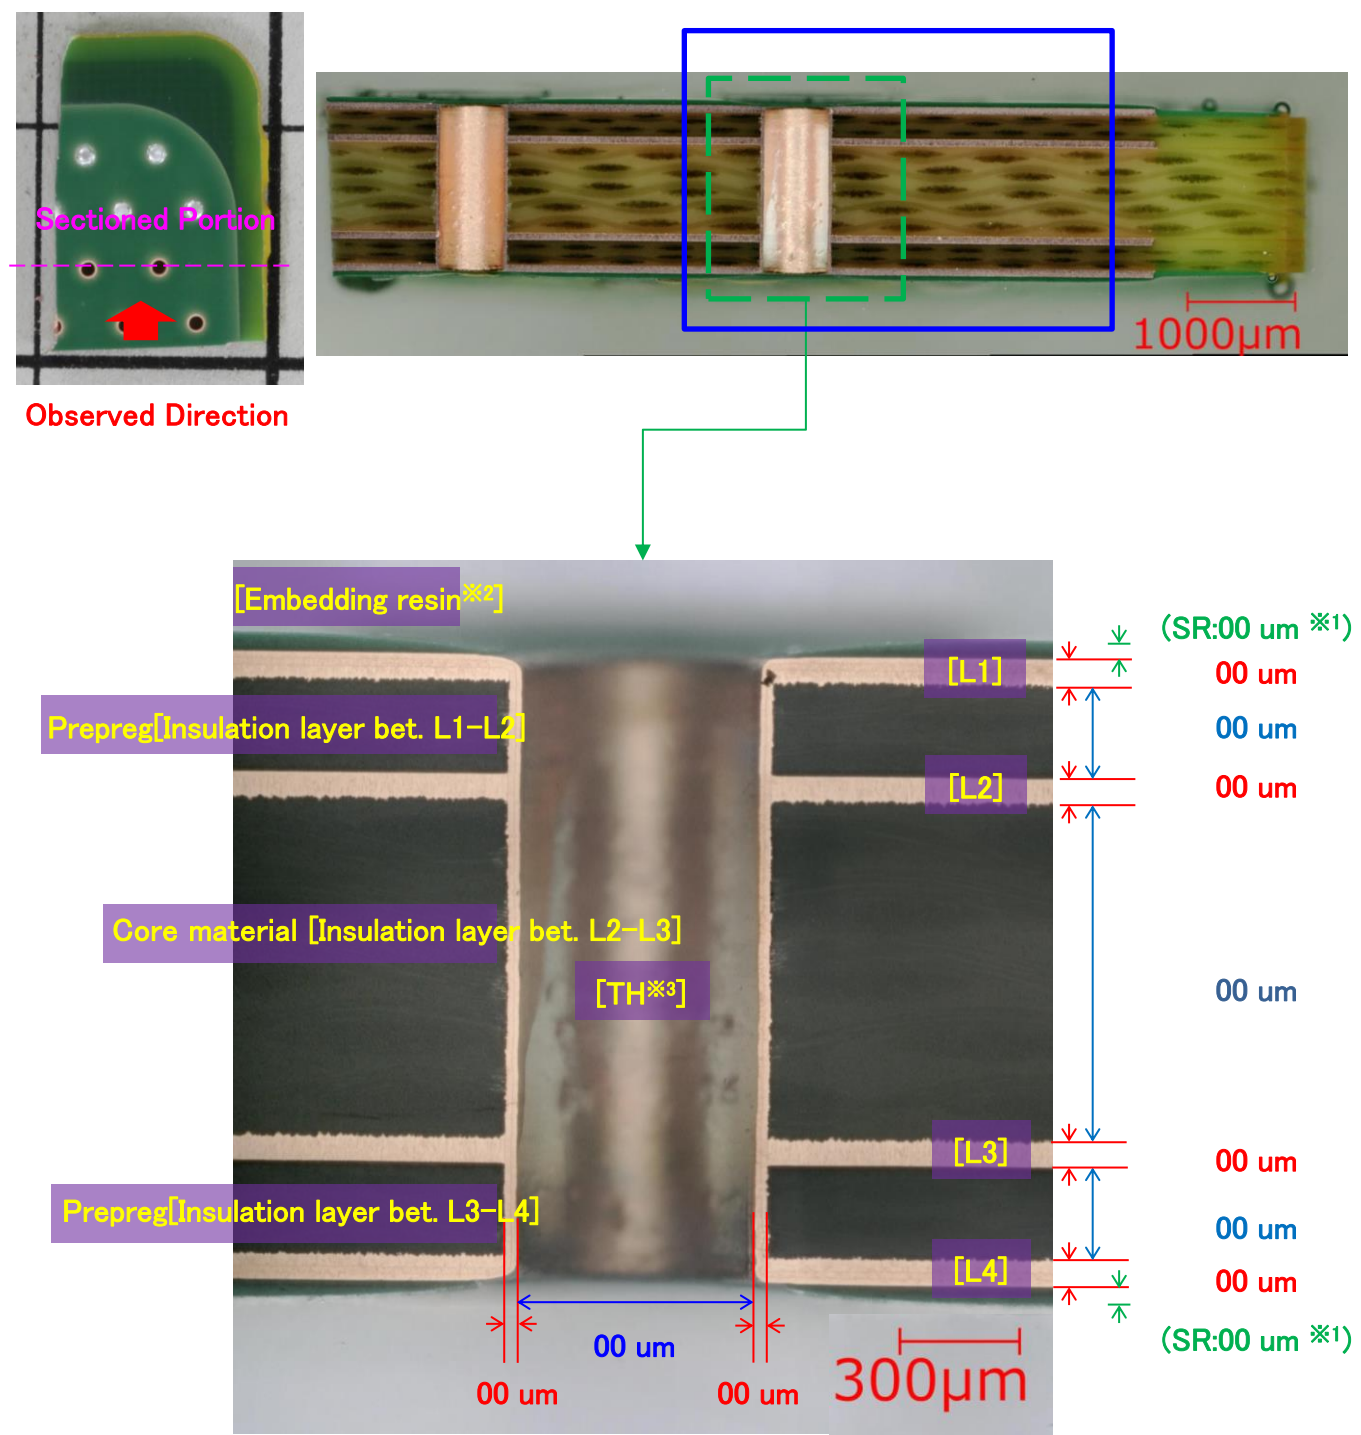 Sectioned Portion
Observed Direction
1000μm
[Embedding resin※2]
(SR:00 um ※1)
[L1]
00 um
Prepreg[Insulation layer bet. L1-L2]
00 um
[L2]
00 um
Core material [Insulation layer bet. L2-L3]
[TH※3]
00 um
[L3]
00 um
Prepreg[Insulation layer bet. L3-L4]
00 um
[L4]
00 um
(SR:00 um ※1)
00 um
00 um
00 um
300μm